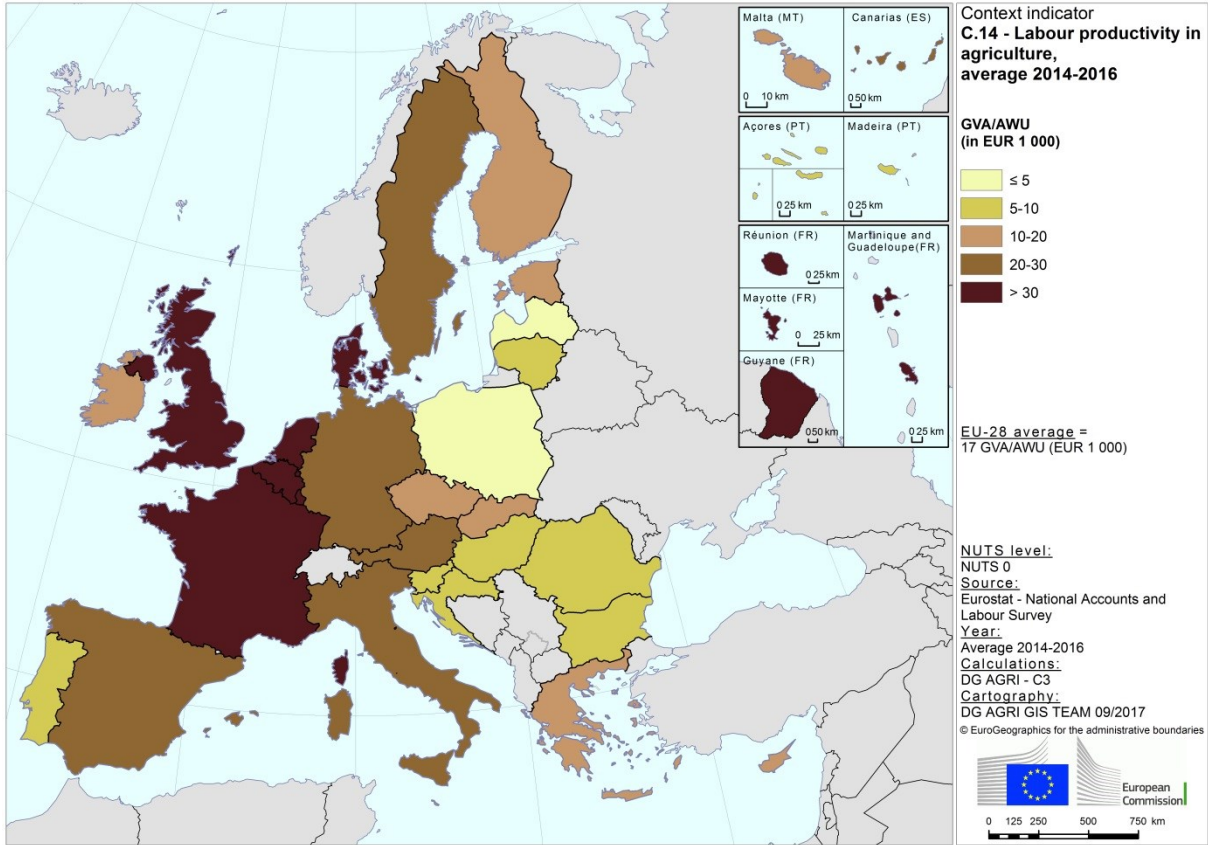 Malta (MT)
0 10 km
Canarias (ES)
0 50 km
Açores (PT)
0 25 km
Madeira (PT)
0 25 km
Réunion (FR)
0 25 km
Mayotte (FR)
0 25 km
Guyane (FR)
0 50 km
Martinique and
Guadeloupe(FR)
0 25 km
Context indicator
C.14 - Labour productivity in
agriculture,
average 2014-2016
GVA/AWU
(in EUR 1 000)
≤ 5
5-10
10-20
20-30
> 30
EU-28 average =
17 GVA/AWU (EUR 1 000)
NUTS level:
NUTS 0
Source:
Eurostat - National Accounts and
Labour Survey
Year:
Average 2014-2016
Calculations:
DG AGRI - C3
Cartography:
DG AGRI GIS TEAM 09/2017
© EuroGeographics for the administrative boundaries
European
Commission
0 125 250 500 750 km